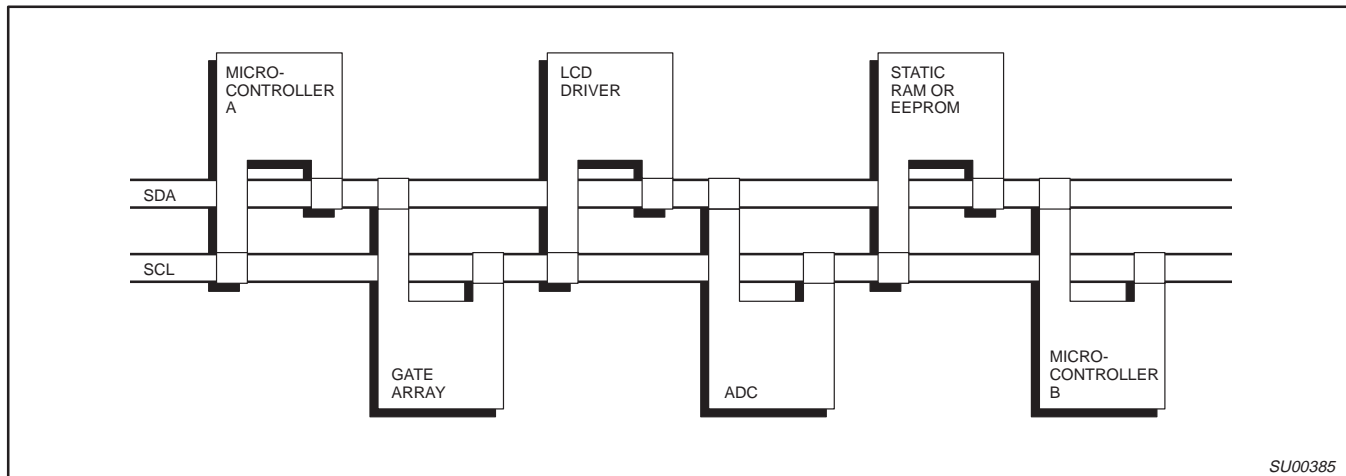 MICRO-
CONTROLLER
A
LCD
DRIVER
STATIC
RAM OR
EEPROM
SDA
SCL
GATE
ARRAY
ADC
MICRO-
CONTROLLER
B
SU00385